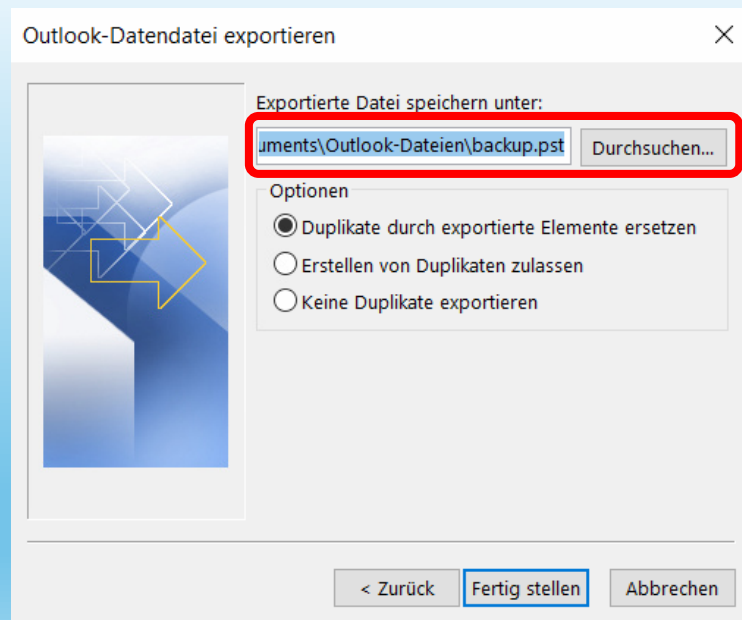 Outlook-Datendatei exportieren
Exportierte Datei speichern unter:
uments\Outlook-Dateien\backup.pst
Durchsuchen...
Optionen
Duplikate durch exportierte Elemente ersetzen
Erstellen von Duplikaten zulassen
Keine Duplikate exportieren
< Zurück
Fertig stellen
Abbrechen